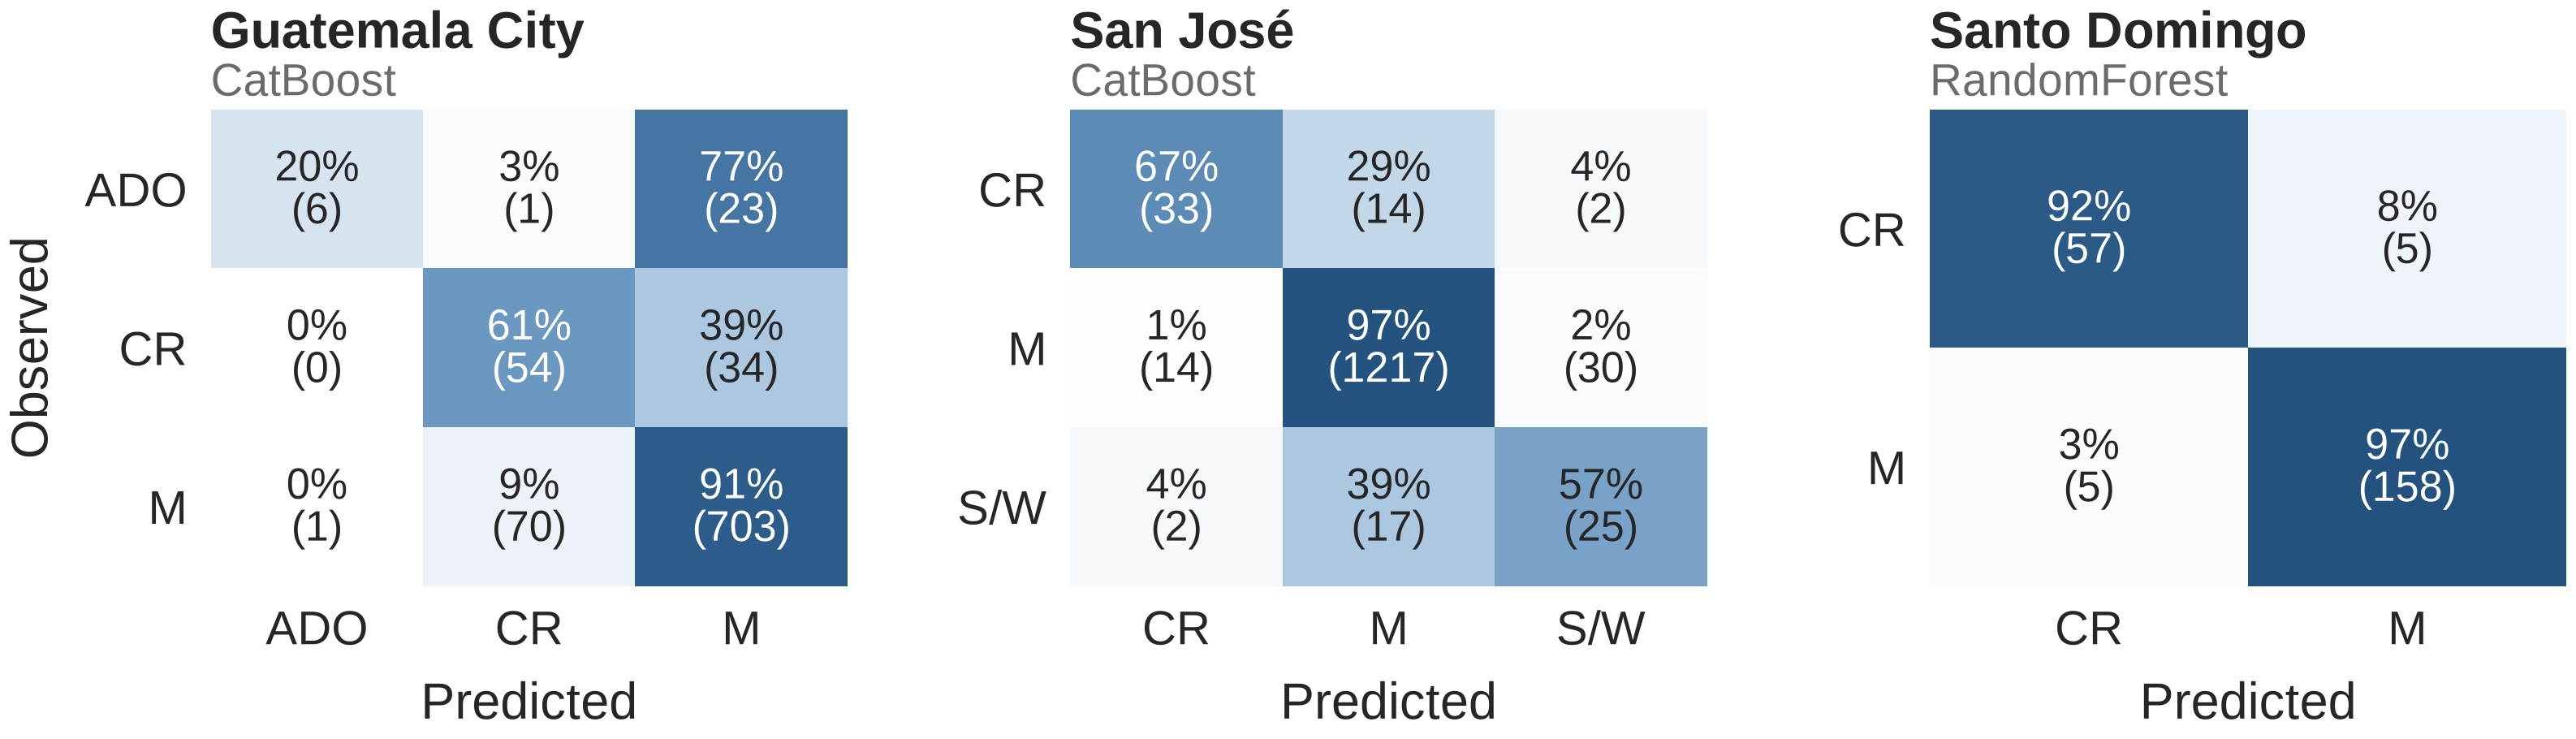 Guatemala City
CatBoost
San José
CatBoost
Santo Domingo
RandomForest
Observed
ADO
20%
(6)
3%
(1)
77%
(23)
CR
0%
(0)
61%
(54)
39%
(34)
M
0%
(1)
9%
(70)
91%
(703)
ADO
CR
M
Predicted
CR
67%
(33)
29%
(14)
4%
(2)
M
1%
(14)
97%
(1217)
2%
(30)
S/W
4%
(2)
39%
(17)
57%
(25)
CR
M
S/W
Predicted
CR
92%
(57)
8%
(5)
M
3%
(5)
97%
(158)
CR
M
Predicted